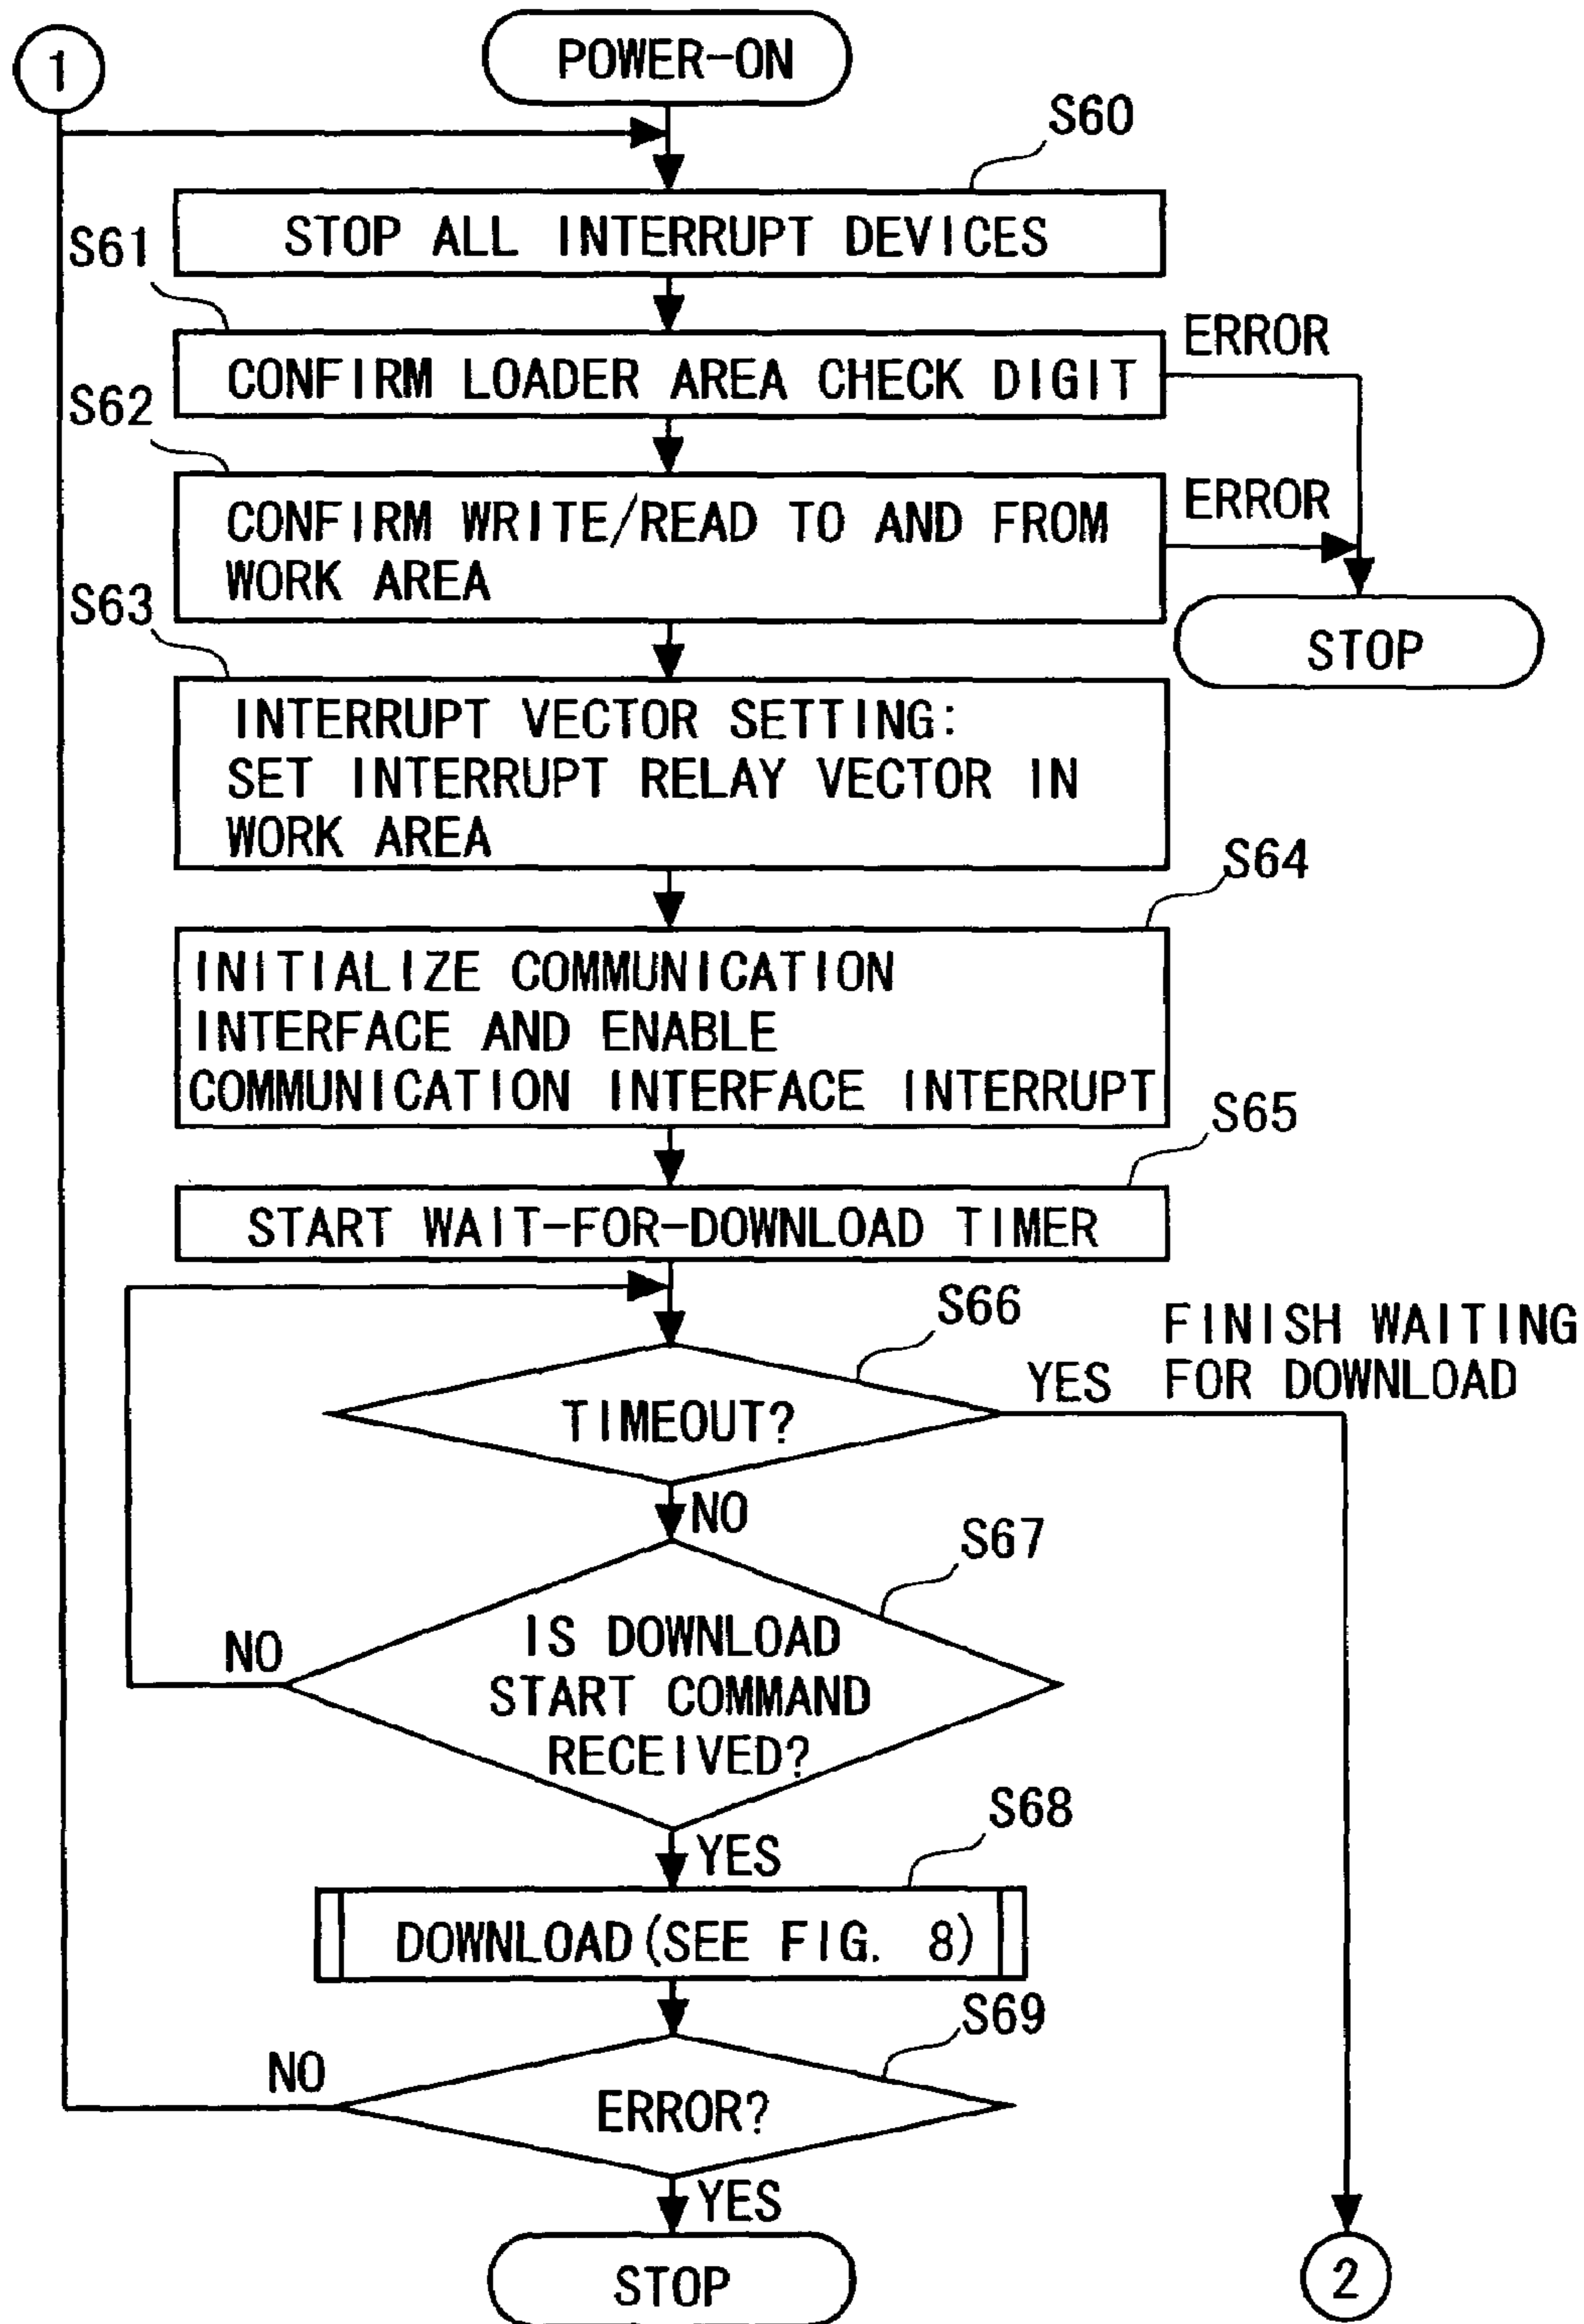 1
POWER-ON
S60
STOP ALL INTERRUPT DEVICES
S61
CONFIRM LOADER AREA CHECK DIGIT
ERROR
S62
CONFIRM WRITE/READ TO AND FROM
WORK AREA
ERROR
STOP
S63
INTERRUPT VECTOR SETTING:
SET INTERRUPT RELAY VECTOR IN
WORK AREA
S64
INITIALIZE COMMUNICATION
INTERFACE AND ENABLE
COMMUNICATION INTERFACE INTERRUPT
S65
START WAIT-FOR-DOWNLOAD TIMER
S66
TIMEOUT?
YES
FINISH WAITING
FOR DOWNLOAD
NO
S67
IS DOWNLOAD
START COMMAND
RECEIVED?
NO
YES
S68
DOWNLOAD(SEE FIG. 8)
S69
ERROR?
NO
YES
STOP
2